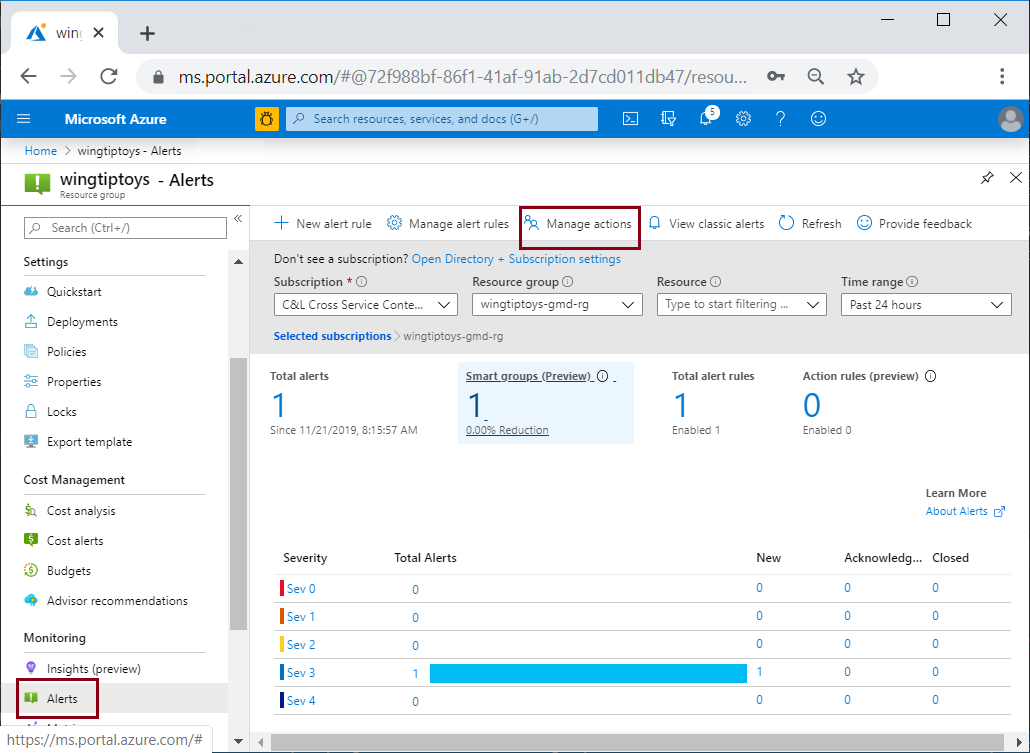 wing
ms.portal.azure.com/#@72f988bf-86f1-41af-91ab-2d7cd011db47/resou...
Microsoft Azure
Search resources, services, and docs (G+/)
5
Home > wingtiptoys - Alerts
wingtiptoys - Alerts
Resource group
Search (Ctrl+/)
Settings
Quickstart
Deployments
Policies
Properties
Locks
Export template
Cost Management
Cost analysis
Cost alerts
Budgets
Advisor recommendations
Monitoring
Insights (preview)
Alerts
https://ms.portal.azure.com/#
New alert rule
Manage alert rules
Manage actions
View classic alerts
Refresh
Provide feedback
Don't see a subscription? Open Directory + Subscription settings
Subscription *
Resource group
Resource
Time range
C&L Cross Service Conte...
wingtiptoys-gmd-rg
Type to start filtering ...
Past 24 hours
Selected subscriptions > wingtiptoys-gmd-rg
Total alerts
1
Since 11/21/2019, 8:15:57 AM
Smart groups (Preview)
1
0.00% Reduction
Total alert rules
1
Enabled 1
Action rules (preview)
0
Enabled 0
Learn More
About Alerts
Severity Total Alerts New Acknowledg... Closed
Sev 0 0 0 0 0
Sev 1 0 0 0 0
Sev 2 0 0 0 0
Sev 3 1 1 0 0
Sev 4 0 0 0 0